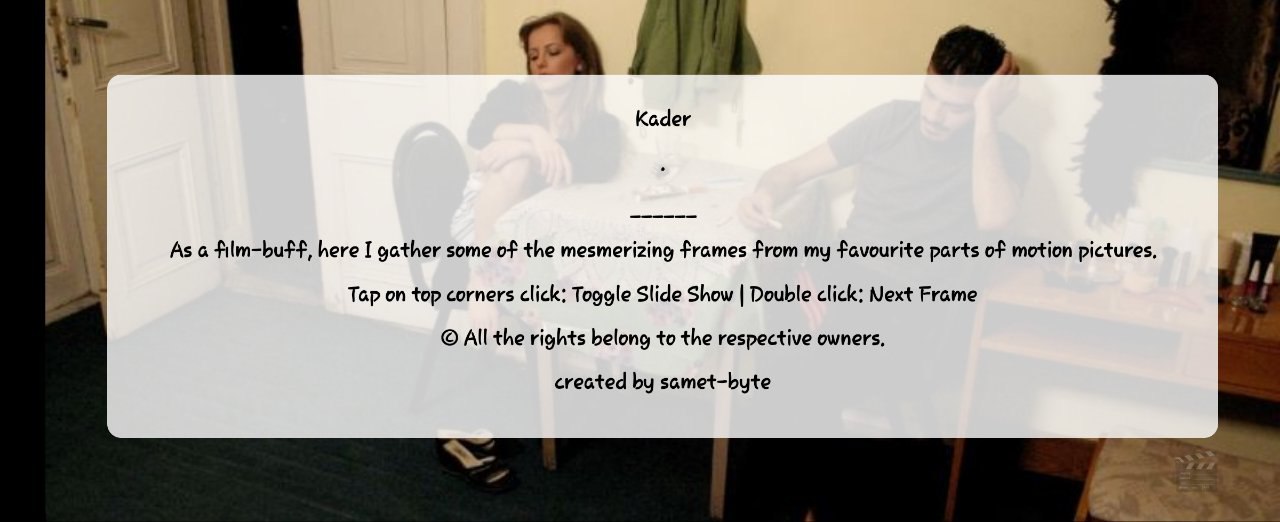 Kader
.
______
As a film-buff, here I gather some of the mesmerizing frames from my favourite parts of motion pictures.
Tap on top corners click: Toggle Slide Show | Double click: Next Frame
© All the rights belong to the respective owners.
created by samet-byte